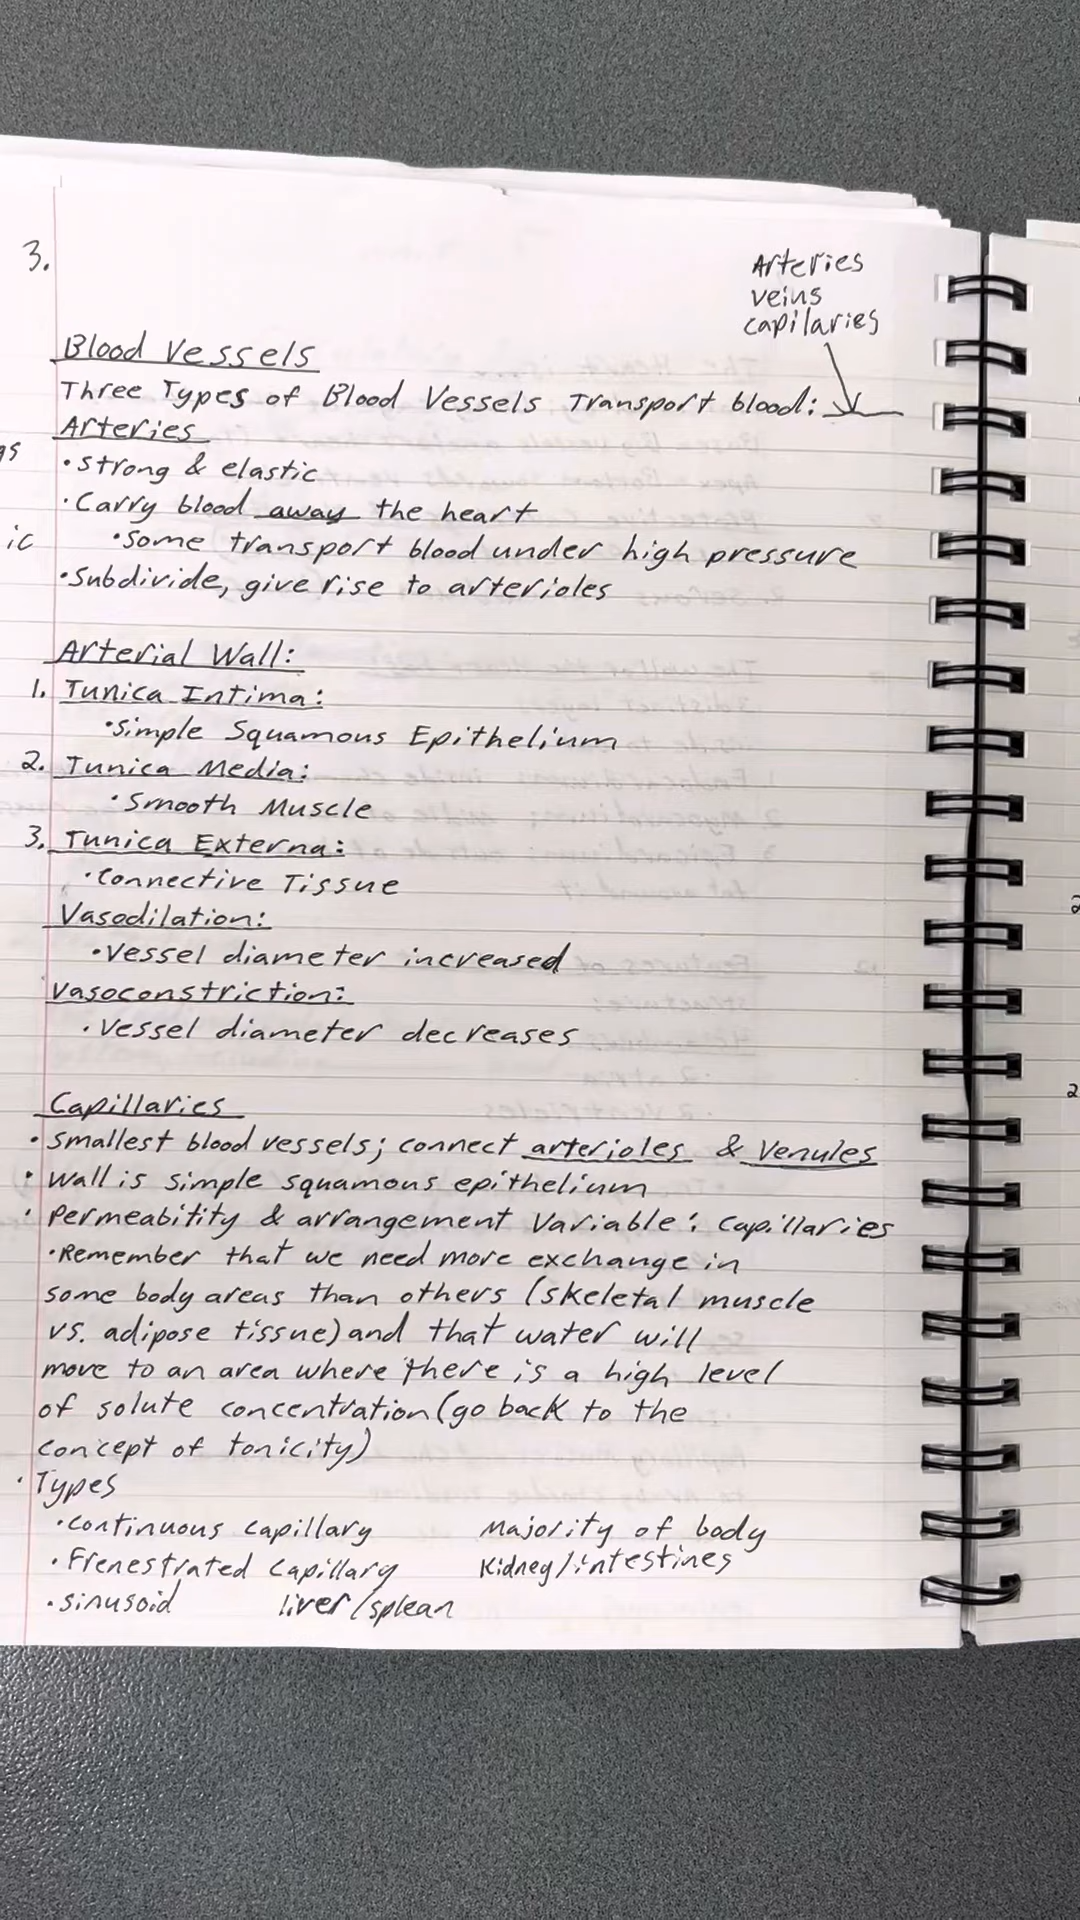 3.
Arteries
veins
capilaries
Blood Vessels
Three Types of Blood Vessels Transport blood:
Arteries
gs
•Strong & elastic
•Carry blood away the heart
ic
•Some transport blood under high pressure
•Subdivide, give rise to arterioles
Arterial Wall:
1. Tunica Intima:
•Simple Squamous Epithelium
2. Tunica Media:
•Smooth Muscle
3. Tunica Externa:
•Connective Tissue
Vasodilation:
•Vessel diameter increased
Vasoconstriction:
•Vessel diameter decreases
Capillaries
•Smallest blood vessels; connect arterioles & Venules
•Wall is simple squamous epithelium
•Permeabitity & arrangement Variable: Capillaries
•Remember that we need more exchange in
some body areas than others (skeletal muscle
vs. adipose tissue) and that water will
move to an area where there is a high level
of solute concentration (go back to the
concept of tonicity)
•Types
•Continuous Capillary Majority of body
•Frenestrated Capillary Kidney/intestines
•sinusoid liver/splean
2
2